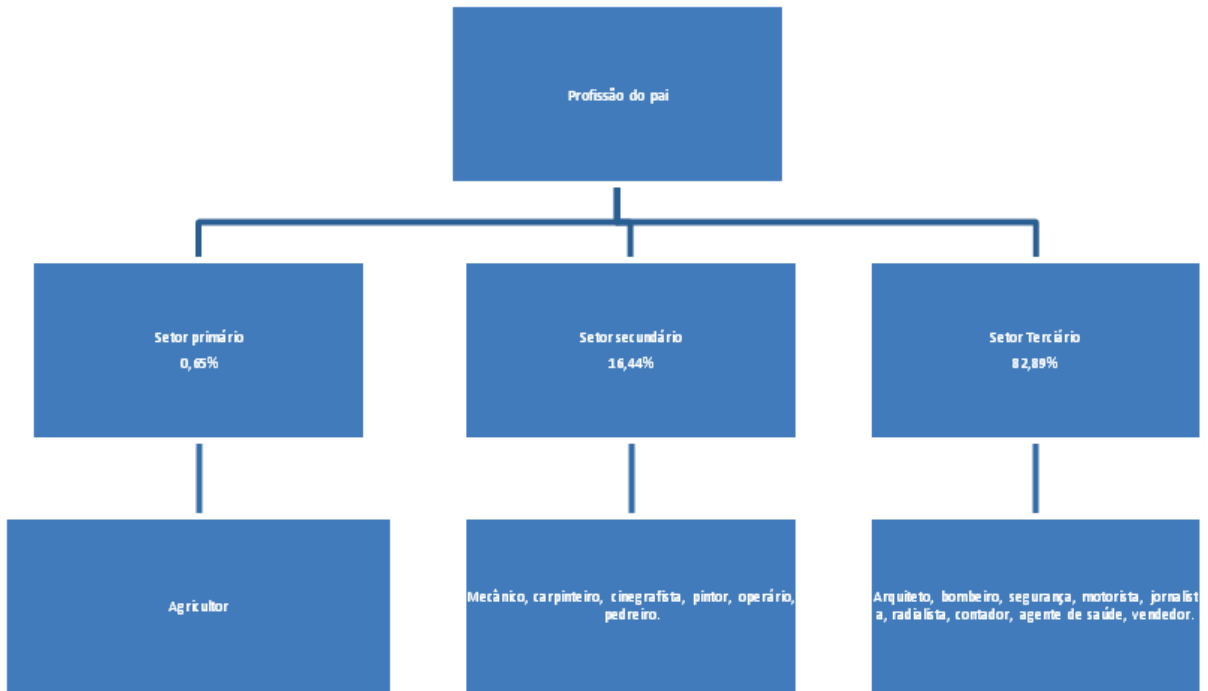 Profissão do pai
Setor primário
0,65%
Setor secundário
16,44%
Setor Terciário
82,89%
Agricultor
Mecânico, carpinteiro, cinegrafista, pintor, operário,
pedreiro.
Arquiteto, bombeiro, segurança, motorista, jornalist
a, radialista, contador, agente de saúde, vendedor.